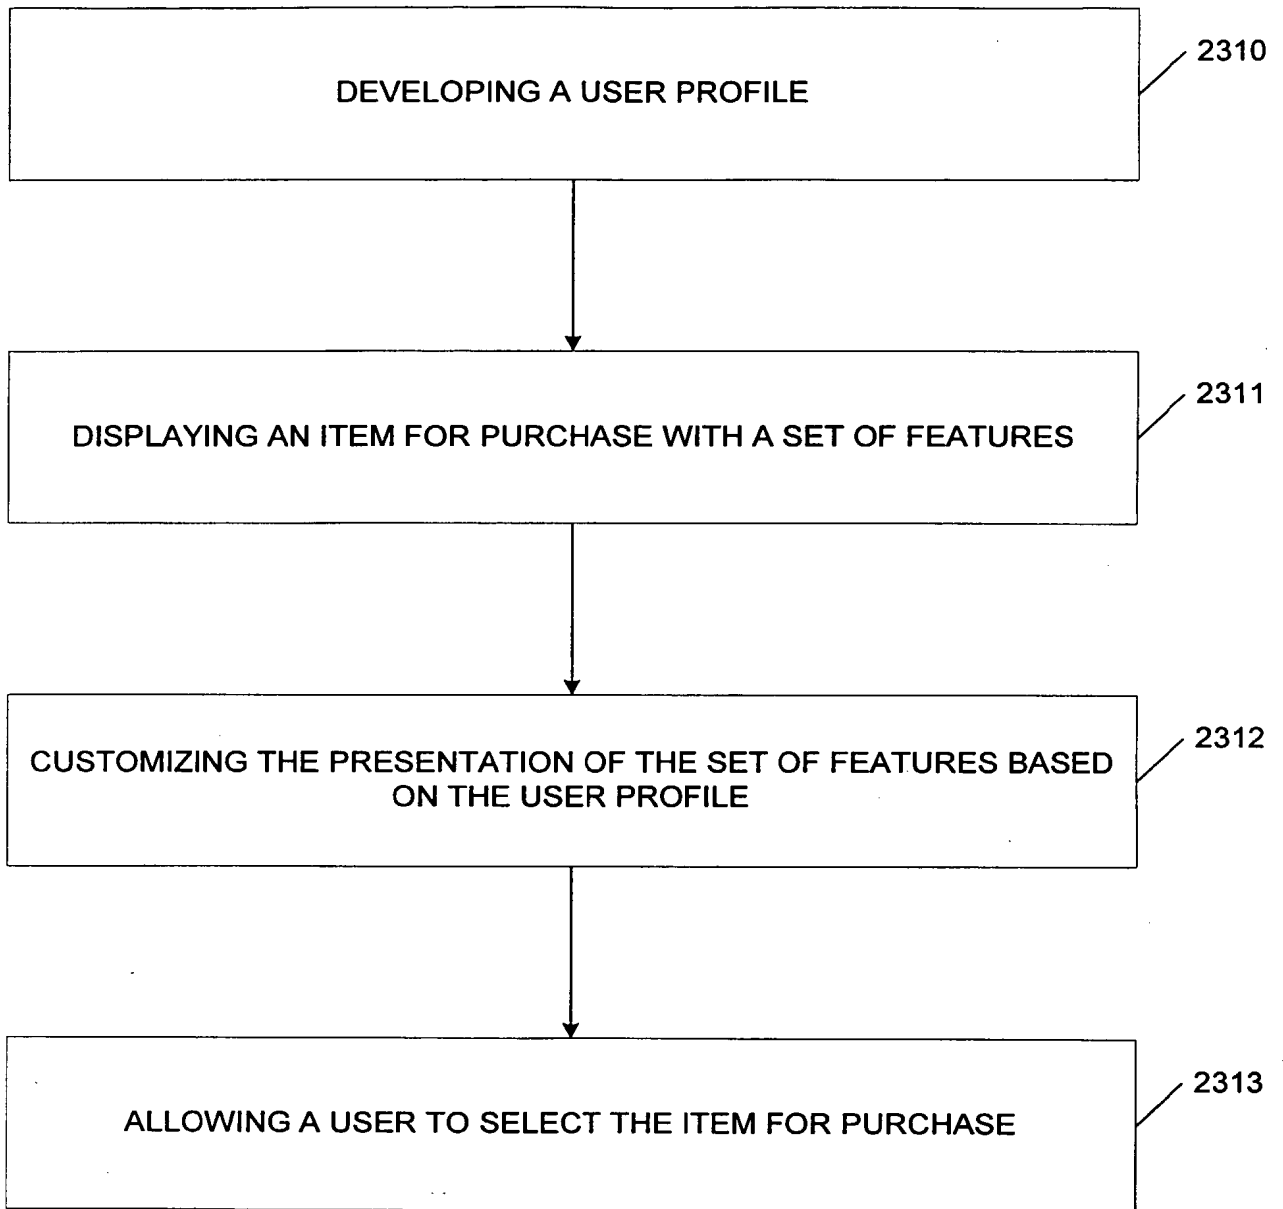 2310
DEVELOPING A USER PROFILE
2311
DISPLAYING AN ITEM FOR PURCHASE WITH A SET OF FEATURES
2312
CUSTOMIZING THE PRESENTATION OF THE SET OF FEATURES BASED
ON THE USER PROFILE
2313
ALLOWING A USER TO SELECT THE ITEM FOR PURCHASE